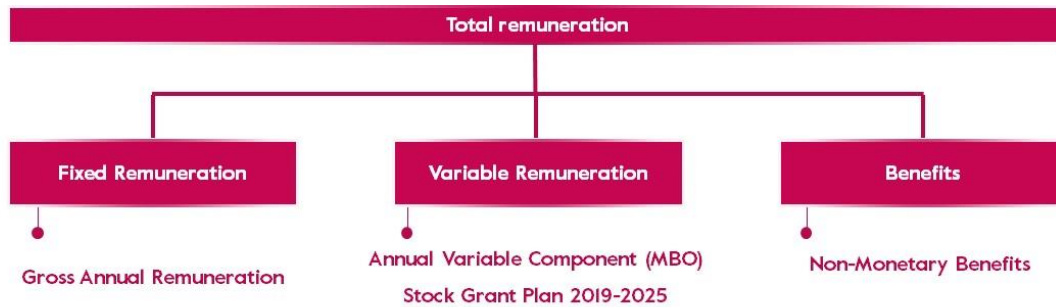 Total remuneration
Fixed Remuneration
Variable Remuneration
Benefits
Gross Annual Remuneration
Annual Variable Component (MBO)
Stock Grant Plan 2019-2025
Non-Monetary Benefits